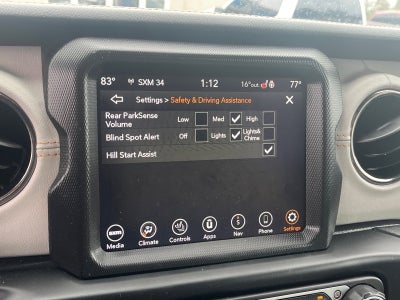 83° SXM 34 1:12 16°out 77°
Settings > Safety & Driving Assistance X
Rear ParkSense Volume Low Med High
Blind Spot Alert Off Lights Lights& Chime
Hill Start Assist
SXM
Media Climate Controls Apps Nav Phone Settings